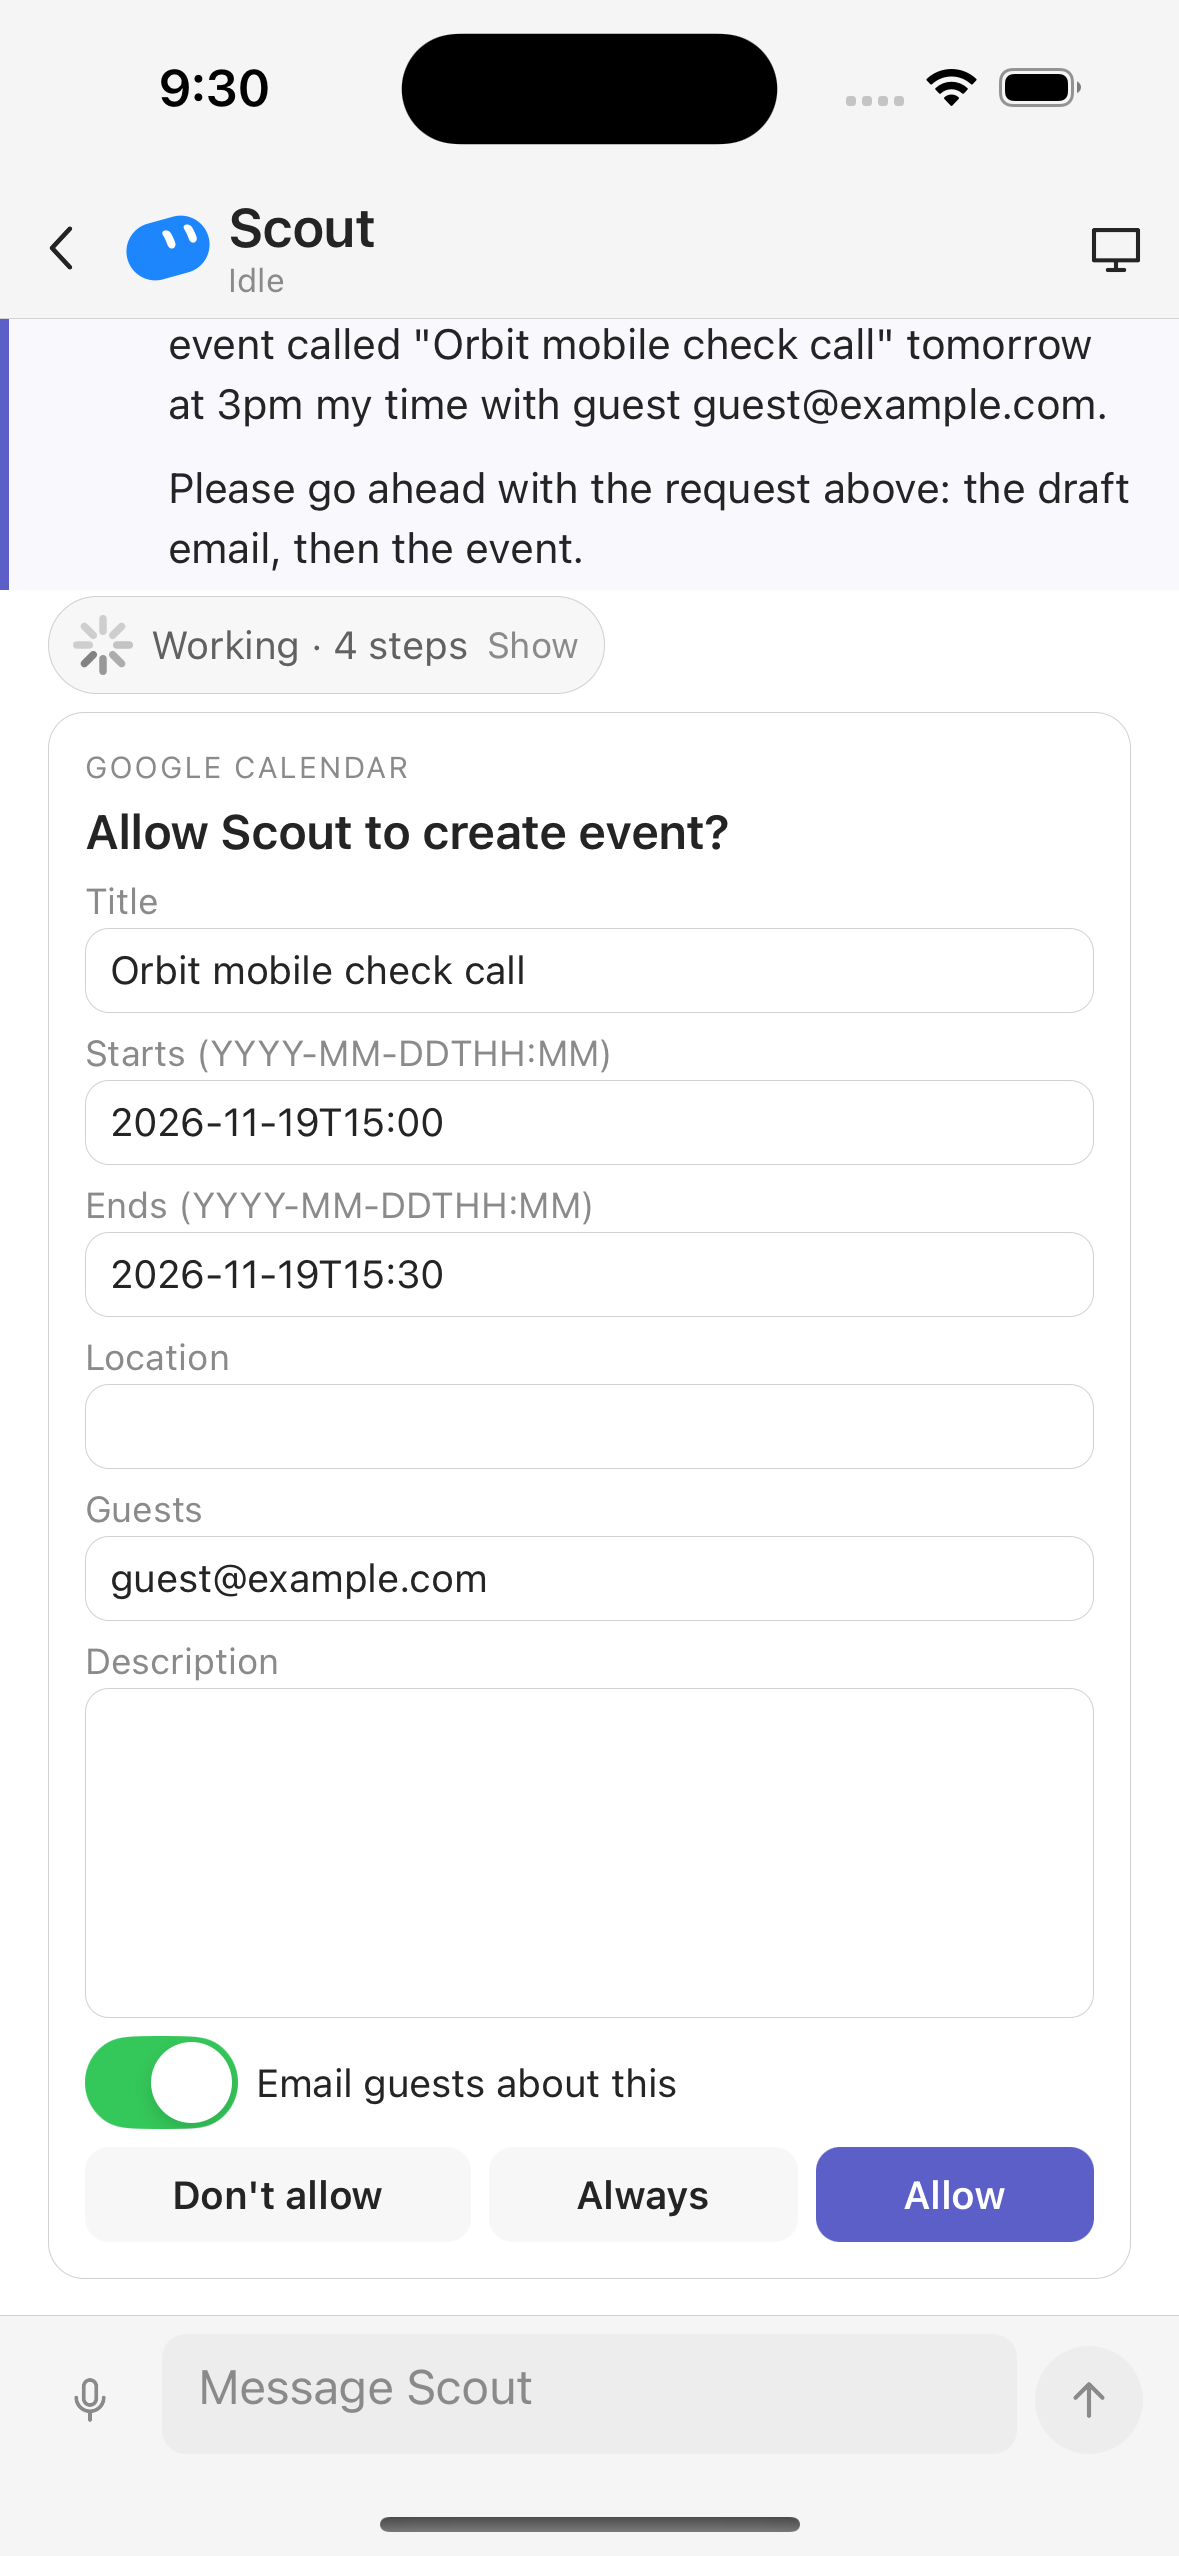 9:30
Scout
Idle
event called "Orbit mobile check call" tomorrow
at 3pm my time with guest guest@example.com.
Please go ahead with the request above: the draft
email, then the event.
Working · 4 steps Show
GOOGLE CALENDAR
Allow Scout to create event?
Title
Orbit mobile check call
Starts (YYYY-MM-DDTHH:MM)
2026-11-19T15:00
Ends (YYYY-MM-DDTHH:MM)
2026-11-19T15:30
Location
Guests
guest@example.com
Description
Email guests about this
Don't allow
Always
Allow
Message Scout